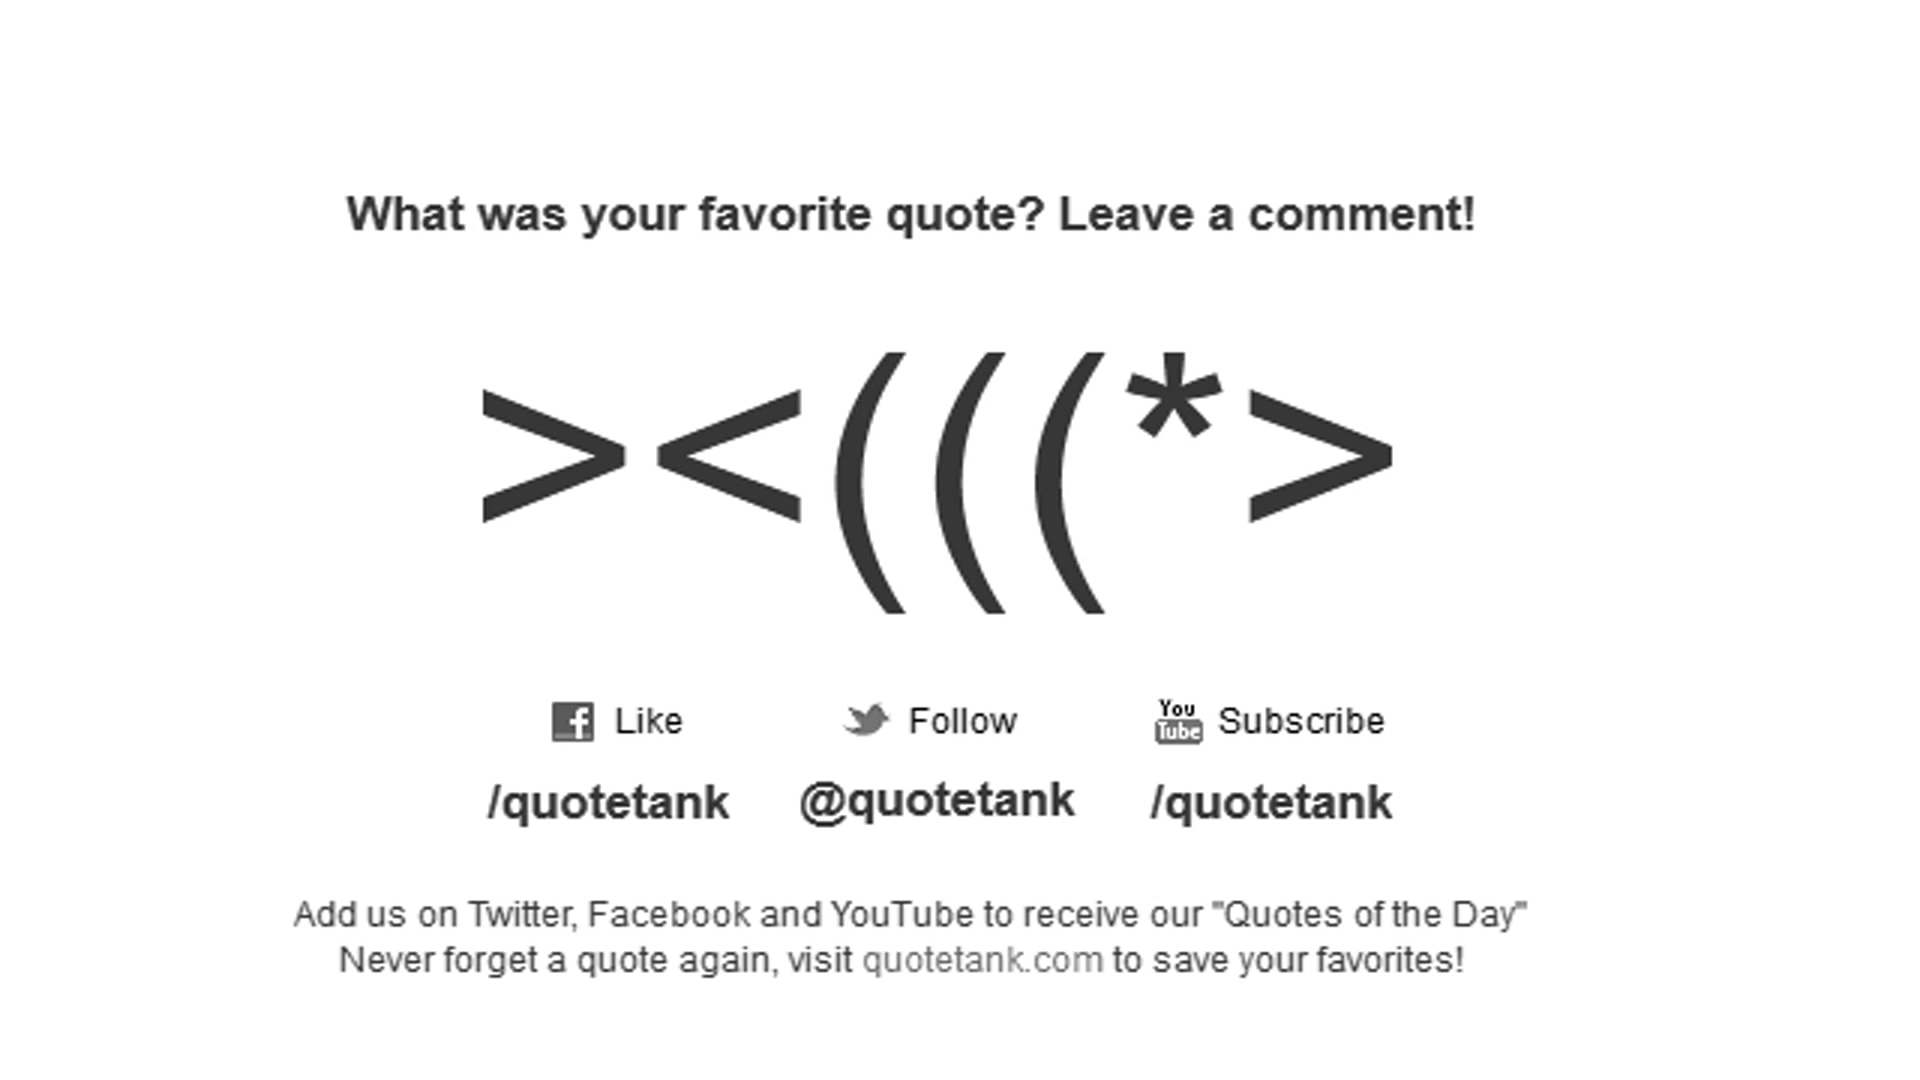 What was your favorite quote? Leave a comment!
><(((*>
f Like Follow You Tube Subscribe
/quotetank @quotetank /quotetank
Add us on Twitter, Facebook and YouTube to receive our "Quotes of the Day"
Never forget a quote again, visit quotetank.com to save your favorites!